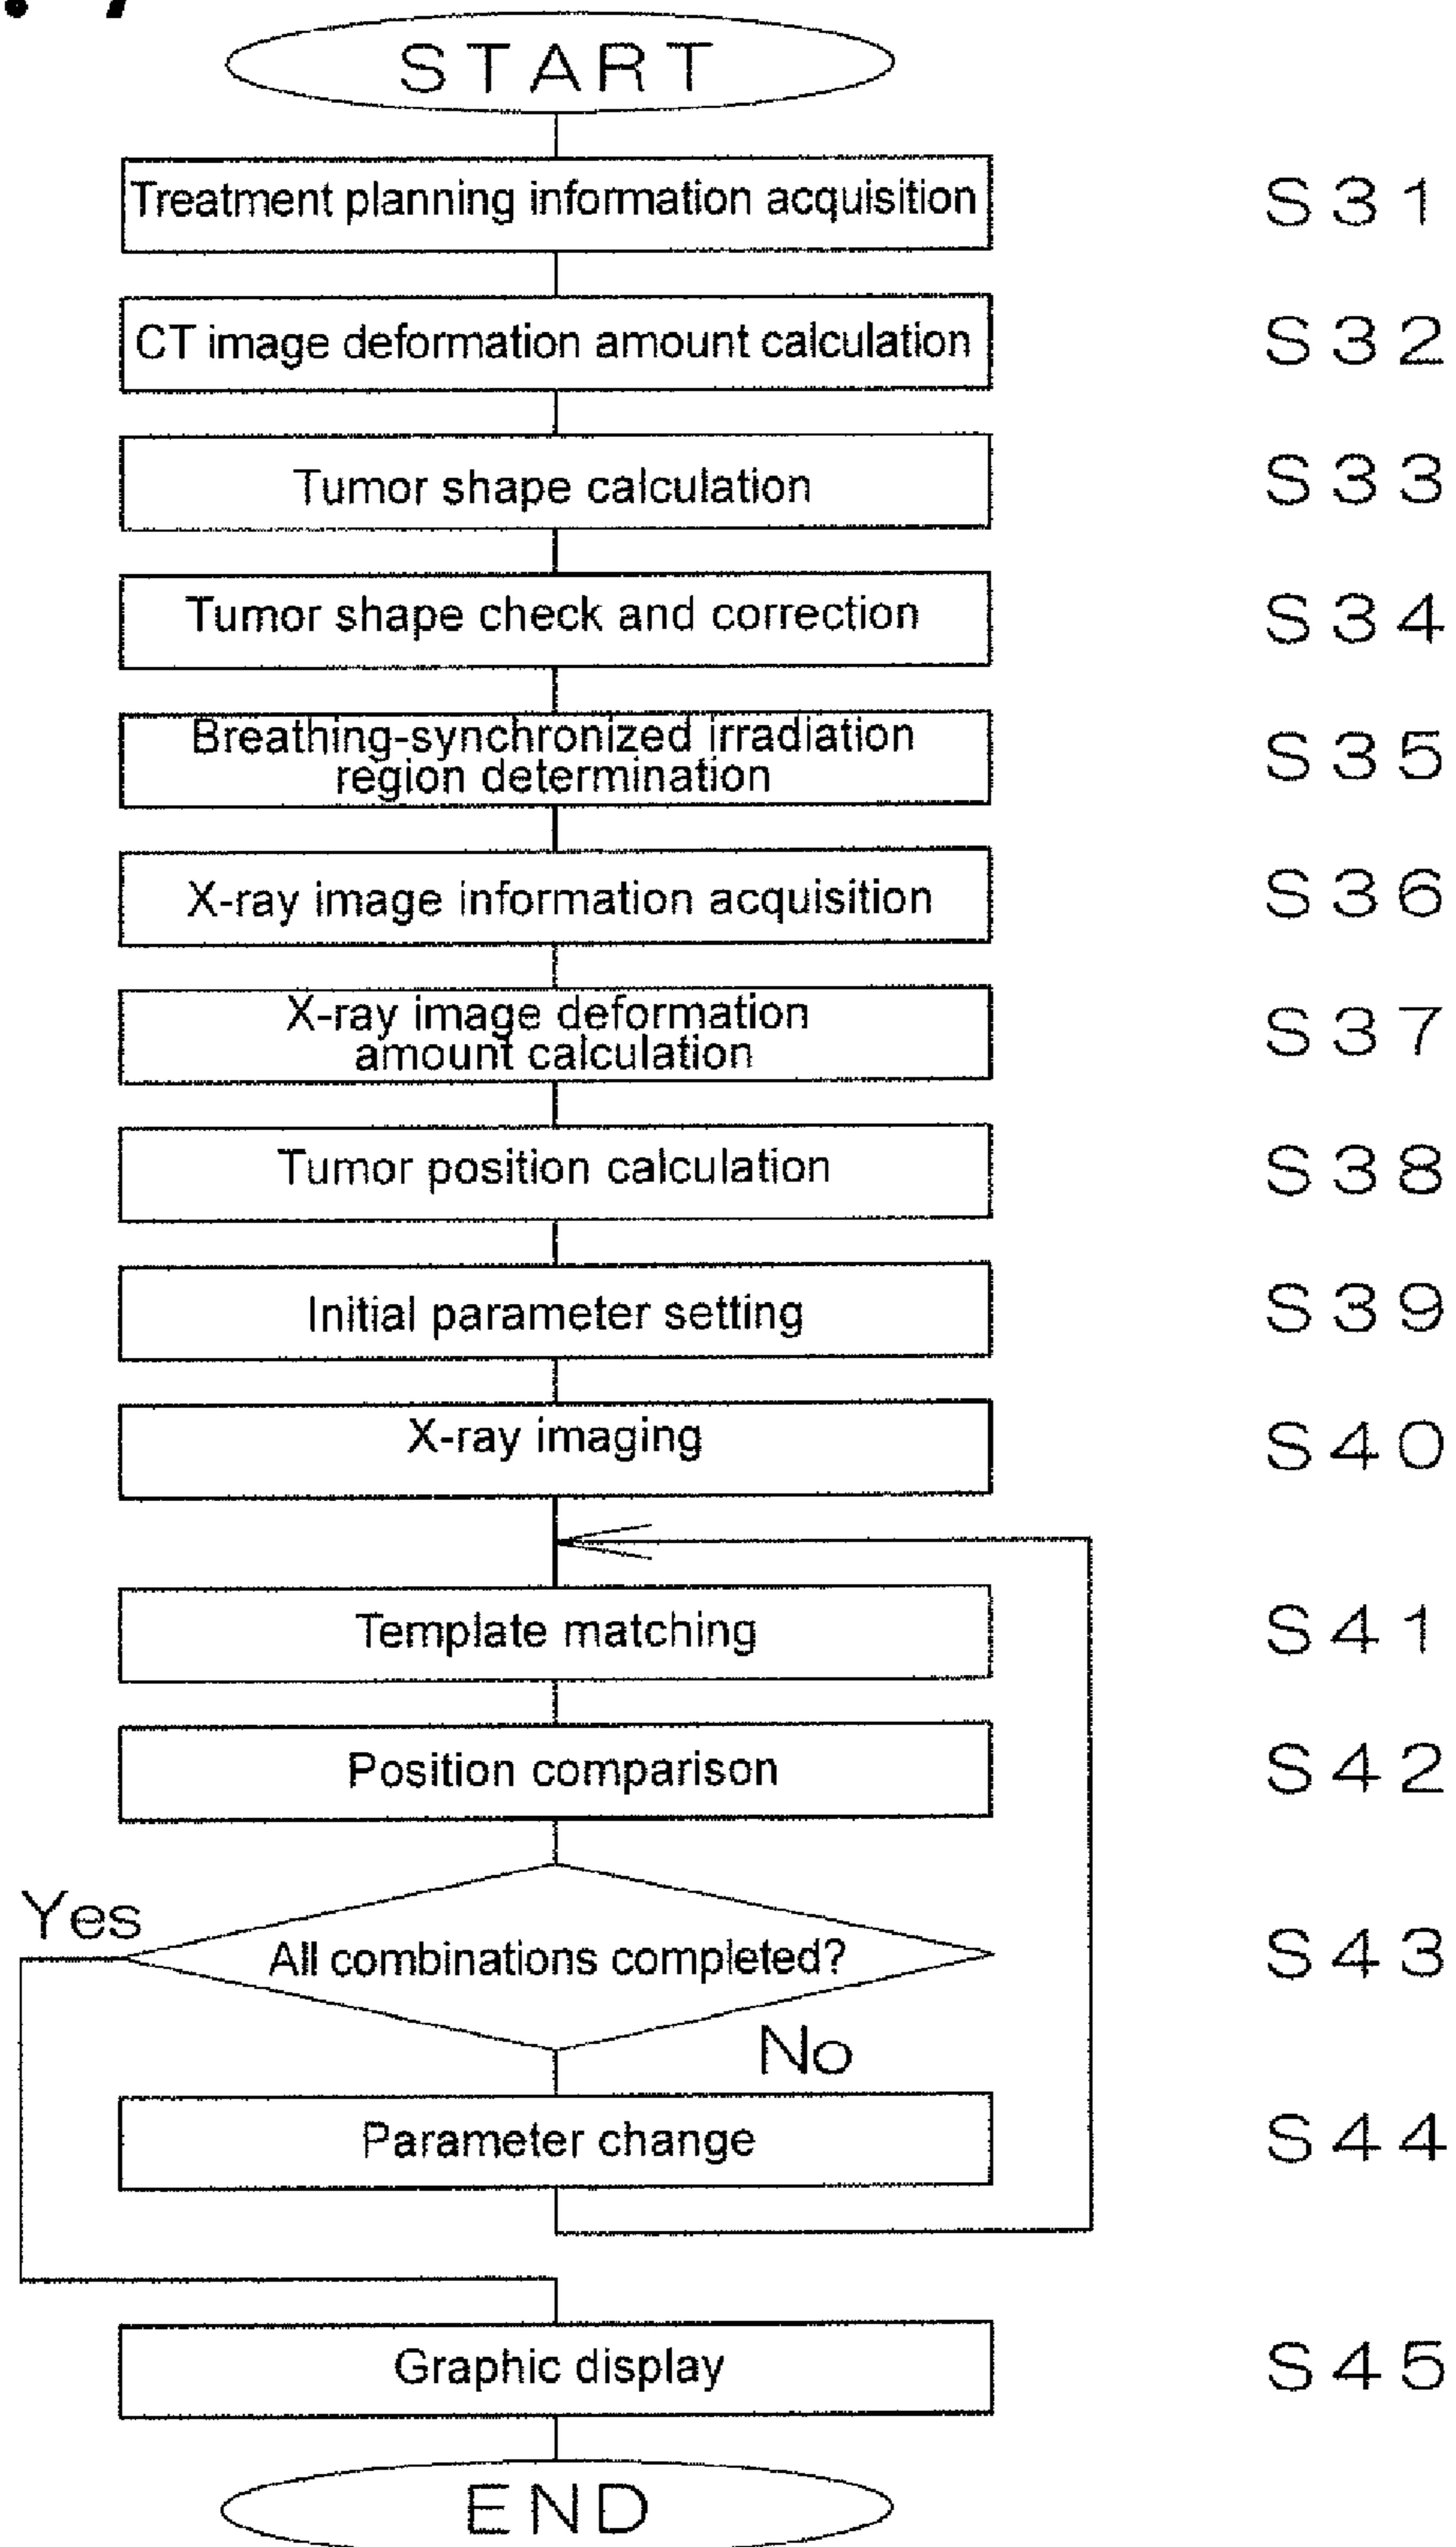 START
Treatment planning information acquisition S31
CT image deformation amount calculation S32
Tumor shape calculation S33
Tumor shape check and correction S34
Breathing-synchronized irradiation
region determination S35
X-ray image information acquisition S36
X-ray image deformation
amount calculation S37
Tumor position calculation S38
Initial parameter setting S39
X-ray imaging S40
Template matching S41
Position comparison S42
Yes
All combinations completed? S43
No
Parameter change S44
Graphic display S45
END